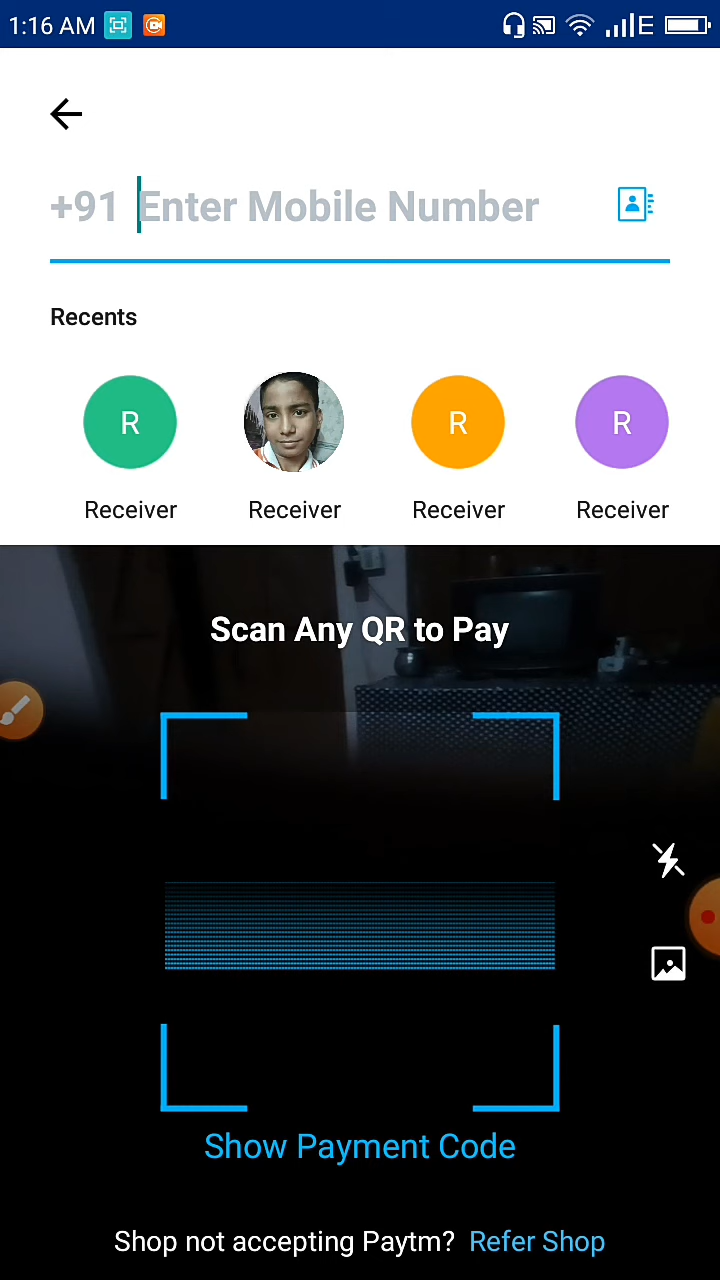 1:16 AM E
+91 Enter Mobile Number
Recents
R R R
Receiver Receiver Receiver Receiver
Scan Any QR to Pay
Show Payment Code
Shop not accepting Paytm? Refer Shop